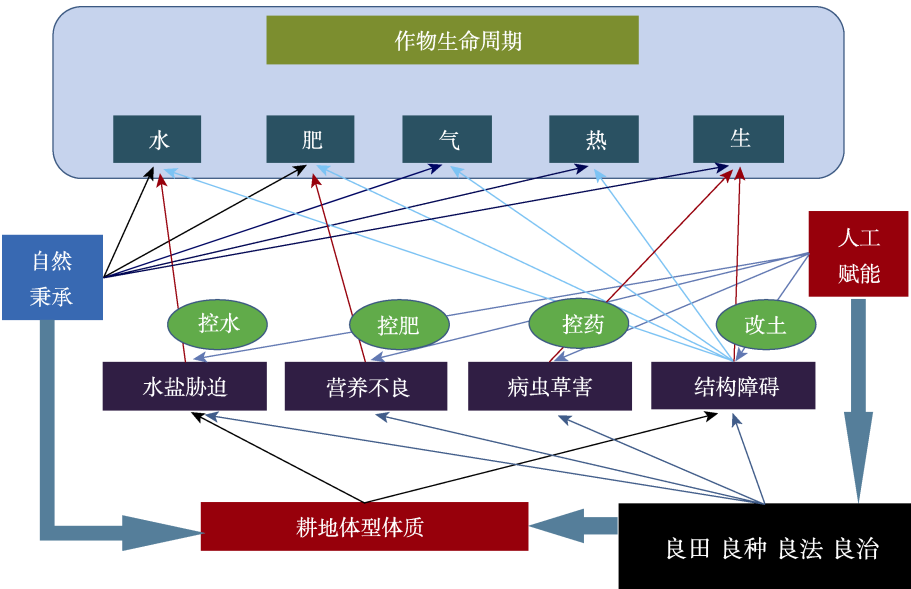 作物生命周期
水
肥
气
热
生
自然
秉承
人工
赋能
控水
控肥
控药
改土
水盐胁迫
营养不良
病虫草害
结构障碍
耕地体型体质
良田 良种 良法 良治